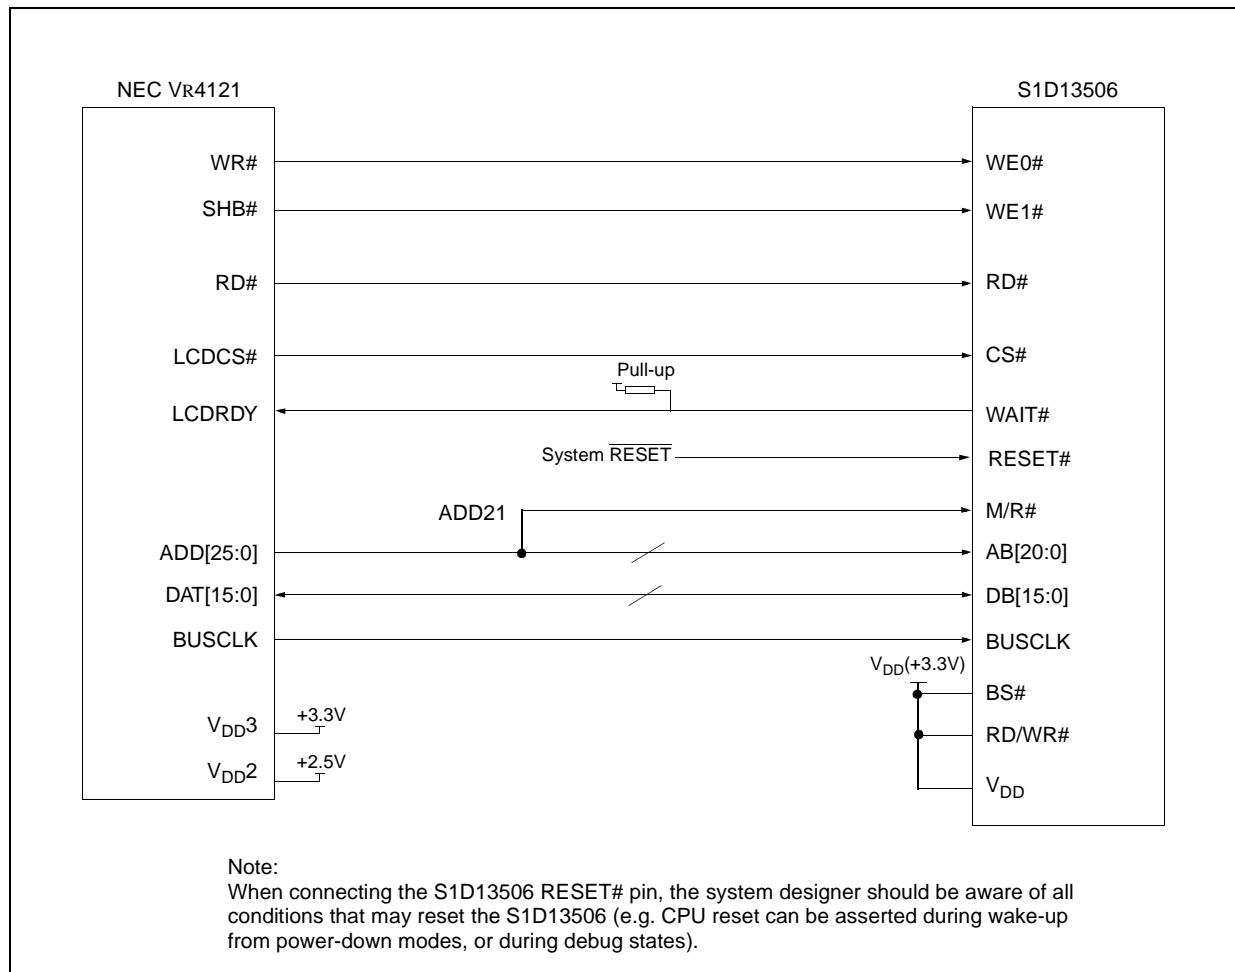 NEC VR4121
S1D13506
WR#
WE0#
SHB#
WE1#
RD#
RD#
LCDCS#
CS#
Pull-up
LCDRDY
WAIT#
System RESET
RESET#
ADD21
M/R#
ADD[25:0]
AB[20:0]
DAT[15:0]
DB[15:0]
BUSCLK
BUSCLK
VDD(+3.3V)
BS#
VDD3
+3.3V
RD/WR#
VDD2
+2.5V
VDD
Note:
When connecting the S1D13506 RESET# pin, the system designer should be aware of all
conditions that may reset the S1D13506 (e.g. CPU reset can be asserted during wake-up
from power-down modes, or during debug states).